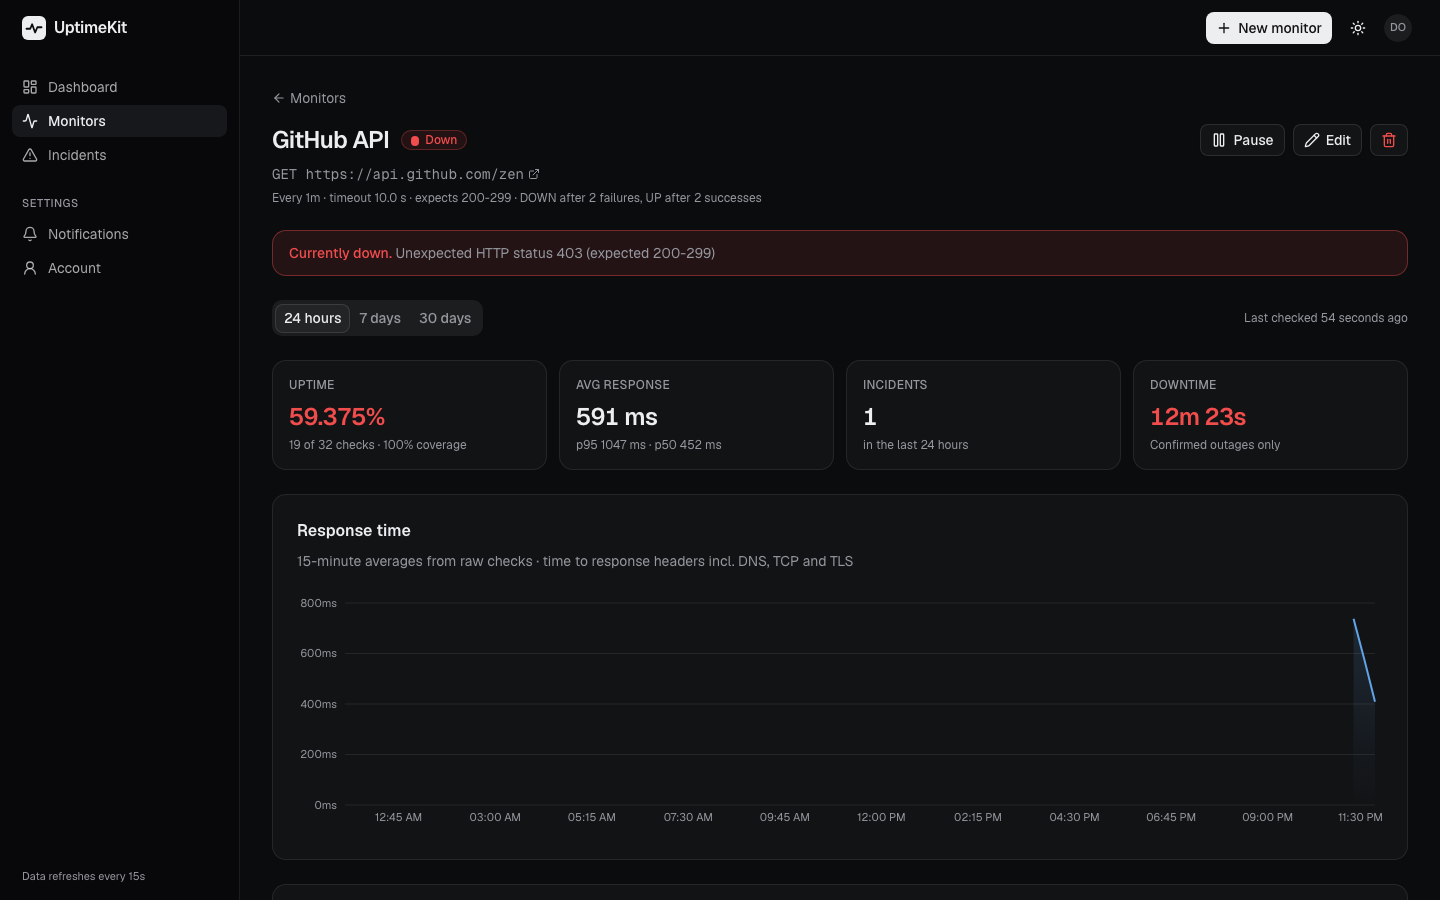 UptimeKit
New monitor
DO
Dashboard
Monitors
Incidents
SETTINGS
Notifications
Account
Data refreshes every 15s
Monitors
GitHub API
Down
Pause
Edit
GET https://api.github.com/zen
Every 1m · timeout 10.0 s · expects 200-299 · DOWN after 2 failures, UP after 2 successes
Currently down. Unexpected HTTP status 403 (expected 200-299)
24 hours 7 days 30 days
Last checked 54 seconds ago
UPTIME
59.375%
19 of 32 checks · 100% coverage
AVG RESPONSE
591 ms
p95 1047 ms · p50 452 ms
INCIDENTS
1
in the last 24 hours
DOWNTIME
12m 23s
Confirmed outages only
Response time
15-minute averages from raw checks · time to response headers incl. DNS, TCP and TLS
800ms
600ms
400ms
200ms
0ms
12:45 AM 03:00 AM 05:15 AM 07:30 AM 09:45 AM 12:00 PM 02:15 PM 04:30 PM 06:45 PM 09:00 PM 11:30 PM